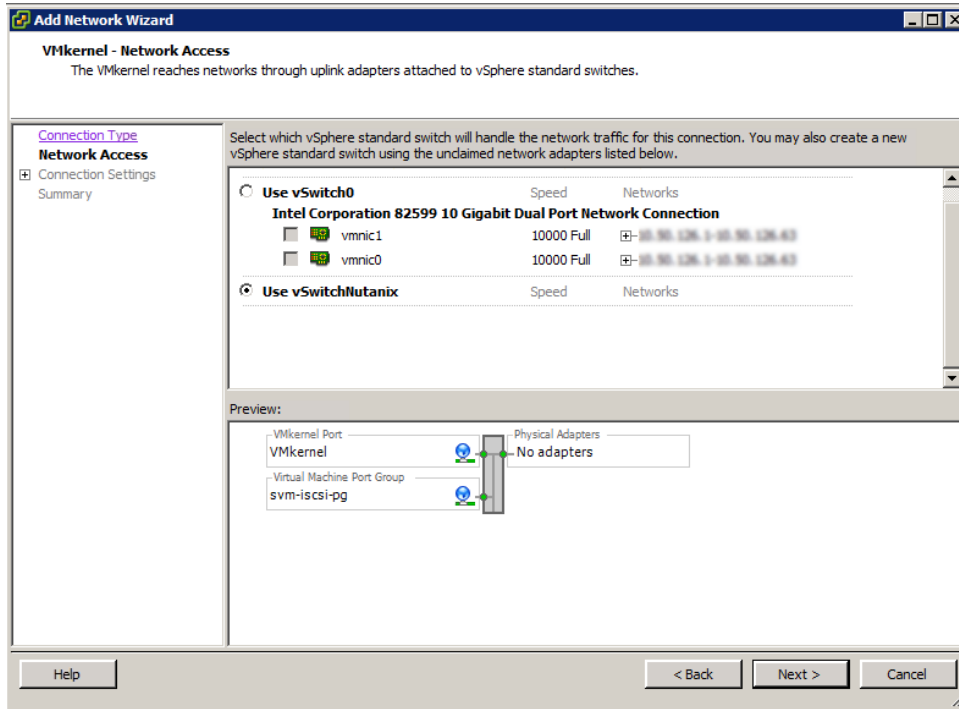 Add Network Wizard
VMkernel - Network Access
The VMkernel reaches networks through uplink adapters attached to vSphere standard switches.
Connection Type
Network Access
Connection Settings
Summary
Select which vSphere standard switch will handle the network traffic for this connection. You may also create a new
vSphere standard switch using the unclaimed network adapters listed below.
Use vSwitch0 Speed Networks
Intel Corporation 82599 10 Gigabit Dual Port Network Connection
vmnic1 10000 Full
vmnic0 10000 Full
Use vSwitchNutanix Speed Networks
Preview:
VMkernel Port
VMkernel
Virtual Machine Port Group
svm-iscsi-pg
Physical Adapters
No adapters
Help < Back Next > Cancel